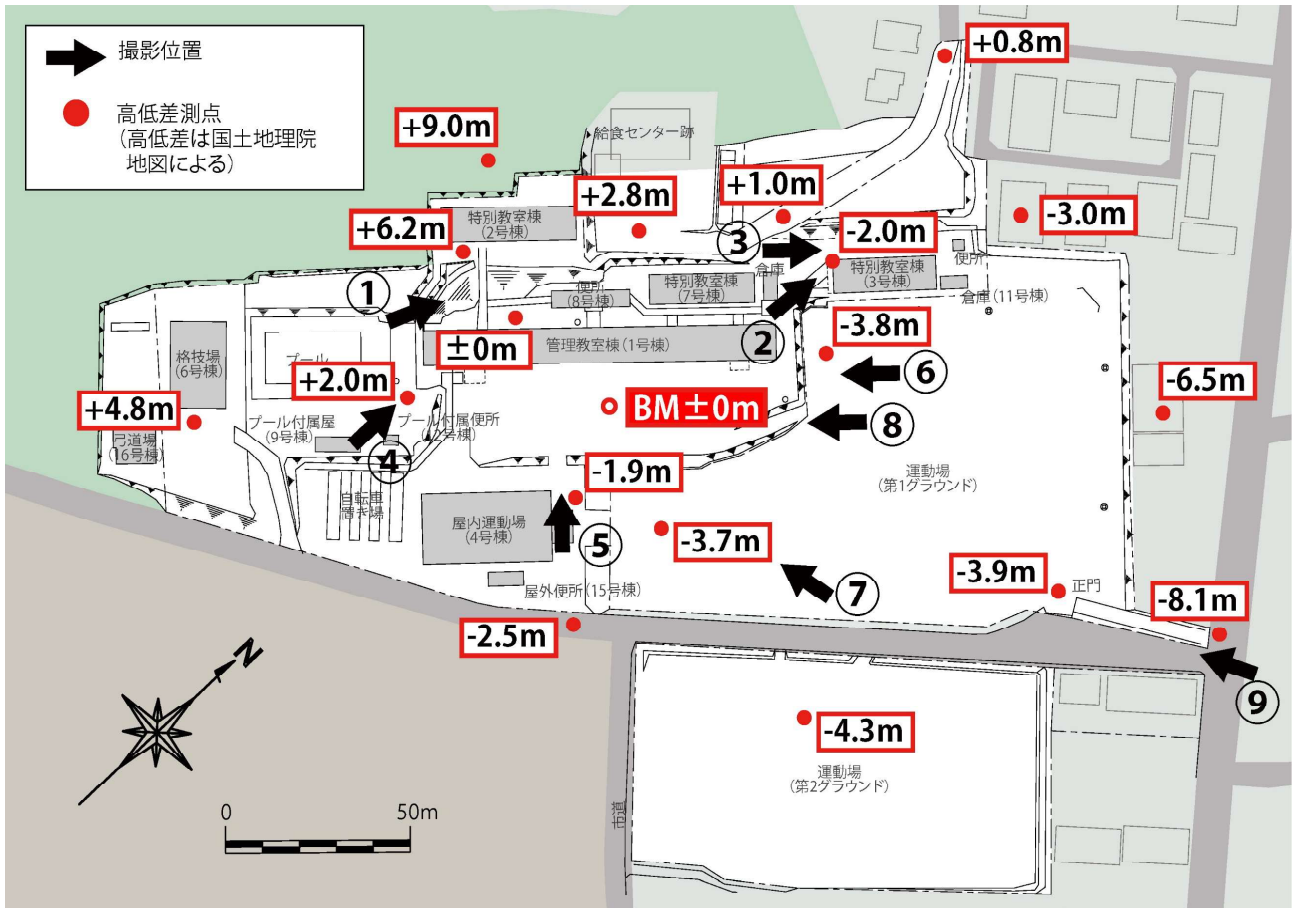 撮影位置
高低差測点
(高低差は国土地理院
地図による)
+0.8m
+9.0m
給食センター跡
+1.0m
+2.8m
-3.0m
特別教室棟
(2号棟)
+6.2m
③
-2.0m
便所
倉庫
特別教室棟
(3号棟)
倉庫(11号棟)
便所
(8号棟)
特別教室棟
(7号棟)
①
②
±0m
管理教室棟(1号棟)
-3.8m
⑥
格技場
(6号棟)
プール
+2.0m
+4.8m
BM±0m
-6.5m
⑧
プール付属屋
(9号棟)
プール付属便所
(12号棟)
弓道場
(16号棟)
④
運動場
(第1グラウンド)
-1.9m
自転車
置き場
屋内運動場
(4号棟)
⑤
-3.7m
⑦
-3.9m
正門
屋外便所(15号棟)
-8.1m
-2.5m
⑨
N
-4.3m
運動場
(第2グラウンド)
市道
0
50m